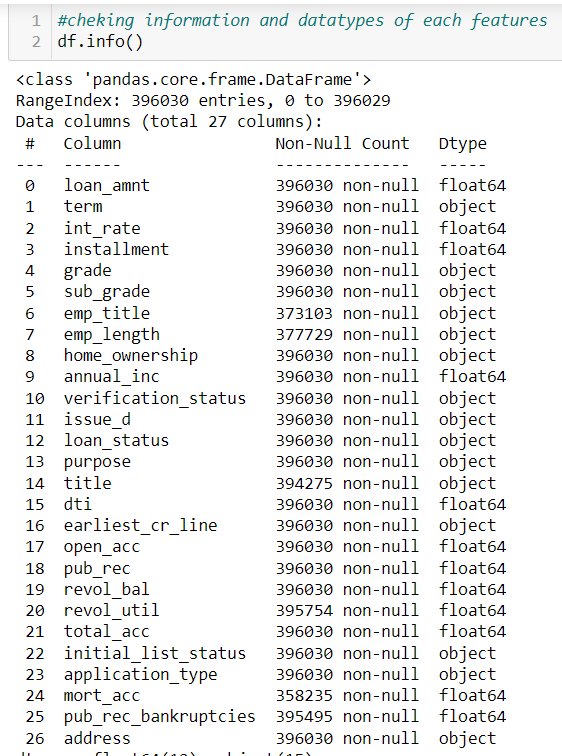 1 #cheking information and datatypes of each features
2 df.info()
<class 'pandas.core.frame.DataFrame'>
RangeIndex: 396030 entries, 0 to 396029
Data columns (total 27 columns):
 #   Column                Non-Null Count   Dtype
---  ------                --------------   -----
 0   loan_amnt             396030 non-null  float64
 1   term                  396030 non-null  object
 2   int_rate              396030 non-null  float64
 3   installment           396030 non-null  float64
 4   grade                 396030 non-null  object
 5   sub_grade             396030 non-null  object
 6   emp_title             373103 non-null  object
 7   emp_length            377729 non-null  object
 8   home_ownership        396030 non-null  object
 9   annual_inc            396030 non-null  float64
 10  verification_status   396030 non-null  object
 11  issue_d               396030 non-null  object
 12  loan_status           396030 non-null  object
 13  purpose               396030 non-null  object
 14  title                 394275 non-null  object
 15  dti                   396030 non-null  float64
 16  earliest_cr_line      396030 non-null  object
 17  open_acc              396030 non-null  float64
 18  pub_rec               396030 non-null  float64
 19  revol_bal             396030 non-null  float64
 20  revol_util            395754 non-null  float64
 21  total_acc             396030 non-null  float64
 22  initial_list_status   396030 non-null  object
 23  application_type      396030 non-null  object
 24  mort_acc              358235 non-null  float64
 25  pub_rec_bankruptcies  395495 non-null  float64
 26  address               396030 non-null  object